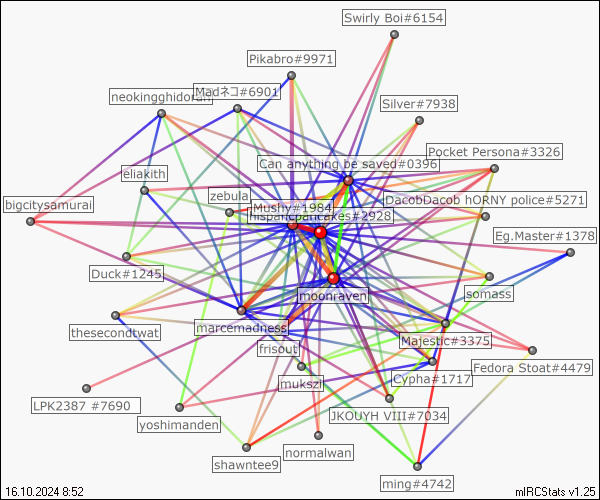 Swirly Boi#6154
Pikabro#9971
Madネコ#6901
neokingghidorah
Silver#7938
Pocket Persona#3326
Can anything be saved#0396
eliakith
zebula
DacobDacob hORNY police#5271
bigcitysamurai
Mushy#1984
hispanicpancakes#2928
Eg.Master#1378
Duck#1245
somass
moonraven
thesecondtwat
marcemadness
Majestic#3375
frisout
Fedora Stoat#4479
mukszi
Cypha#1717
LPK2387 #7690
JKOUYH VIII#7034
yoshimanden
normalwan
shawntee9
ming#4742
16.10.2024 8:52
mIRCStats v1.25